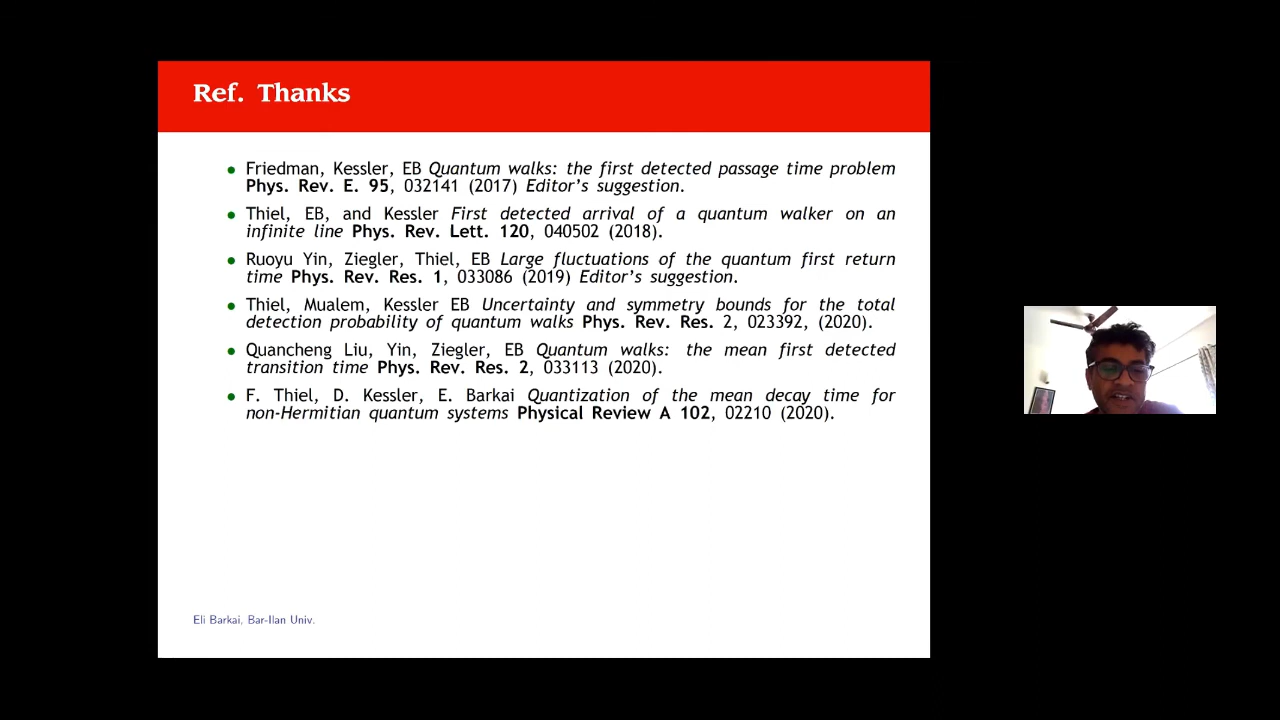 Ref. Thanks
Friedman, Kessler, EB Quantum walks: the first detected passage time problem
Phys. Rev. E. 95, 032141 (2017) Editor's suggestion.
Thiel, EB, and Kessler First detected arrival of a quantum walker on an
infinite line Phys. Rev. Lett. 120, 040502 (2018).
Ruoyu Yin, Ziegler, Thiel, EB Large fluctuations of the quantum first return
time Phys. Rev. Res. 1, 033086 (2019) Editor's suggestion.
Thiel, Mualem, Kessler EB Uncertainty and symmetry bounds for the total
detection probability of quantum walks Phys. Rev. Res. 2, 023392, (2020).
Quancheng Liu, Yin, Ziegler, EB Quantum walks: the mean first detected
transition time Phys. Rev. Res. 2, 033113 (2020).
F. Thiel, D. Kessler, E. Barkai Quantization of the mean decay time for
non-Hermitian quantum systems Physical Review A 102, 02210 (2020).
Eli Barkai, Bar-Ilan Univ.